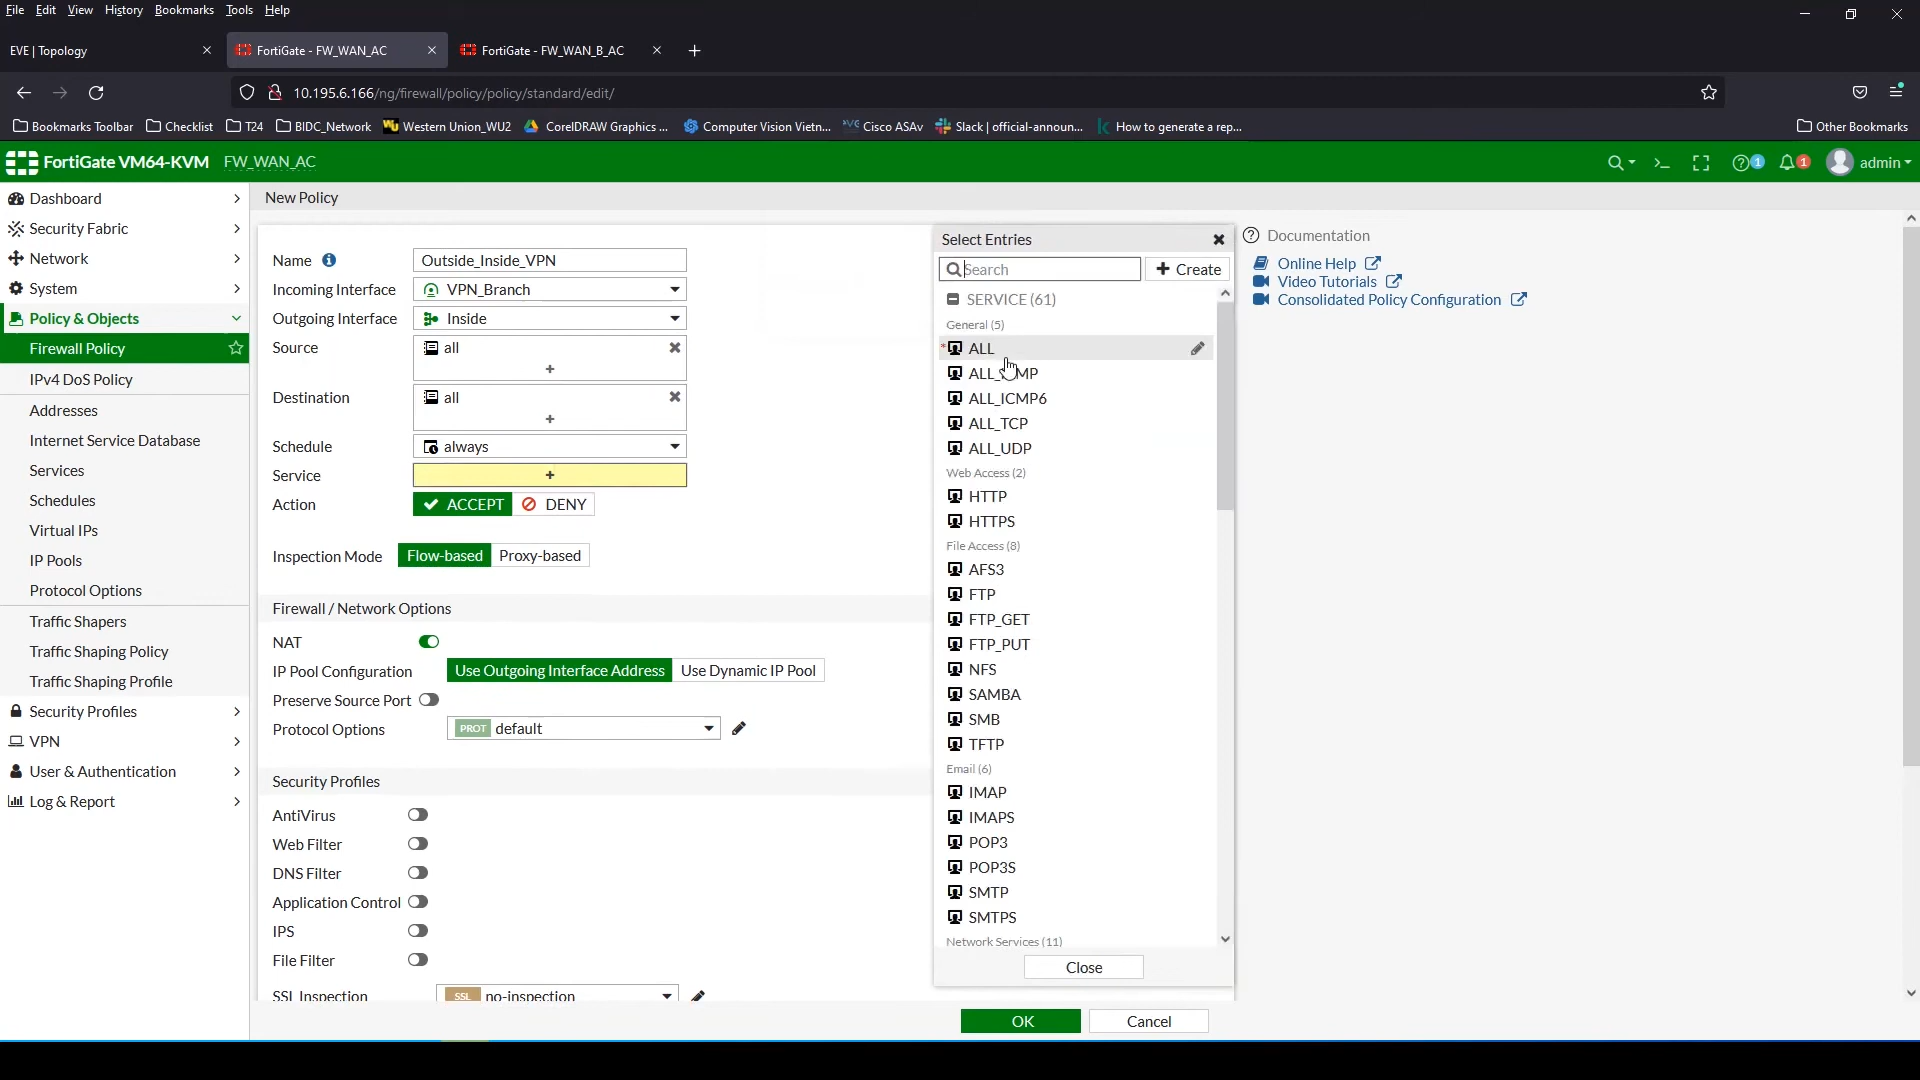 File Edit View History Bookmarks Tools Help
EVE | Topology
FortiGate - FW_WAN_AC
FortiGate - FW_WAN_B_AC
10.195.6.166/ng/firewall/policy/policy/standard/edit/
Bookmarks Toolbar Checklist T24 BIDC_Network Western Union_WU2 CorelDRAW Graphics ... Computer Vision Vietn... Cisco ASAv Slack | official-announ... How to generate a rep... Other Bookmarks
FortiGate VM64-KVM FW_WAN_AC 1 1 admin
Dashboard
Security Fabric
Network
System
Policy & Objects
Firewall Policy
IPv4 DoS Policy
Addresses
Internet Service Database
Services
Schedules
Virtual IPs
IP Pools
Protocol Options
Traffic Shapers
Traffic Shaping Policy
Traffic Shaping Profile
Security Profiles
VPN
User & Authentication
Log & Report
New Policy
Name Outside_Inside_VPN
Incoming Interface VPN_Branch
Outgoing Interface Inside
Source all
+
Destination all
+
Schedule always
Service +
Action ACCEPT DENY
Inspection Mode Flow-based Proxy-based
Firewall / Network Options
NAT
IP Pool Configuration Use Outgoing Interface Address Use Dynamic IP Pool
Preserve Source Port
Protocol Options PROT default
Security Profiles
AntiVirus
Web Filter
DNS Filter
Application Control
IPS
File Filter
SSL Inspection SSL no-inspection
Select Entries
Search + Create
SERVICE (61)
General (5)
ALL
ALL_ICMP6
ALL_TCP
ALL_UDP
Web Access (2)
HTTP
HTTPS
File Access (8)
AFS3
FTP
FTP_GET
FTP_PUT
NFS
SAMBA
SMB
TFTP
Email (6)
IMAP
IMAPS
POP3
POP3S
SMTP
SMTPS
Network Services (11)
Close
OK Cancel
Documentation
Online Help
Video Tutorials
Consolidated Policy Configuration